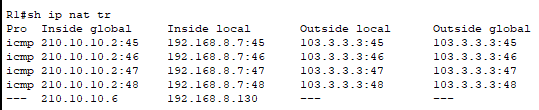 R1#sh ip nat tr
Pro Inside global Inside local Outside local Outside global
icmp 210.10.10.2:45 192.168.8.7:45 103.3.3.3:45 103.3.3.3:45
icmp 210.10.10.2:46 192.168.8.7:46 103.3.3.3:46 103.3.3.3:46
icmp 210.10.10.2:47 192.168.8.7:47 103.3.3.3:47 103.3.3.3:47
icmp 210.10.10.2:48 192.168.8.7:48 103.3.3.3:48 103.3.3.3:48
--- 210.10.10.6 192.168.8.130 --- ---